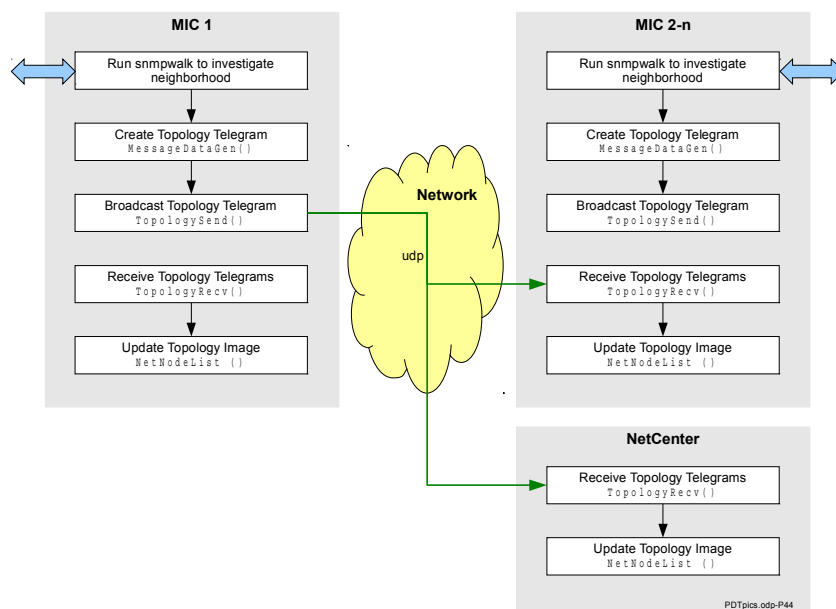 MIC 1
Run snmpwalk to investigate
neighborhood
Create Topology Telegram
MessageDataGen()
Broadcast Topology Telegram
TopologySend()
Receive Topology Telegrams
TopologyRecv()
Update Topology Image
NetNodeList ()
Network
udp
MIC 2-n
Run snmpwalk to investigate
neighborhood
Create Topology Telegram
MessageDataGen()
Broadcast Topology Telegram
TopologySend()
Receive Topology Telegrams
TopologyRecv()
Update Topology Image
NetNodeList ()
NetCenter
Receive Topology Telegrams
TopologyRecv()
Update Topology Image
NetNodeList ()
PDTpics.odp-P44